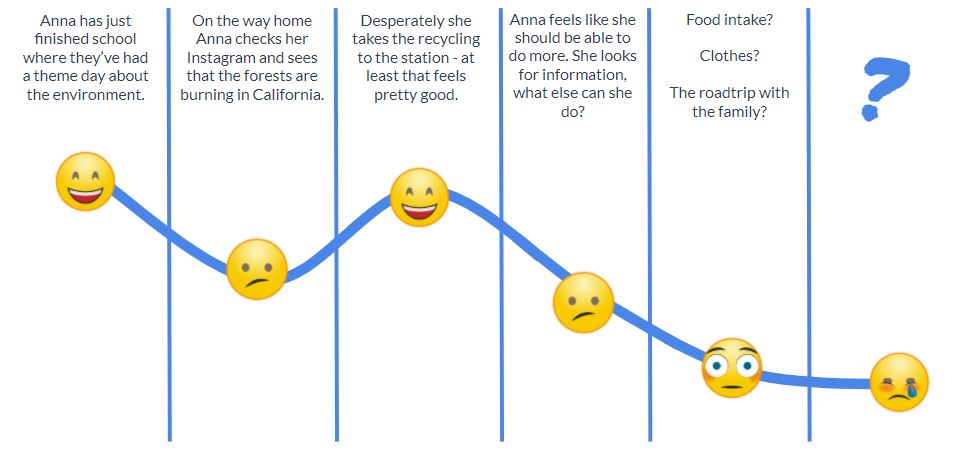 Anna has just
finished school
where they've had
a theme day about
the environment.
On the way home
Anna checks her
Instagram and sees
that the forests are
burning in California.
Desperately she
takes the recycling
to the station - at
least that feels
pretty good.
Anna feels like she
should be able to
do more. She looks
for information,
what else can she
do?
Food intake?
Clothes?
The roadtrip with
the family?
?